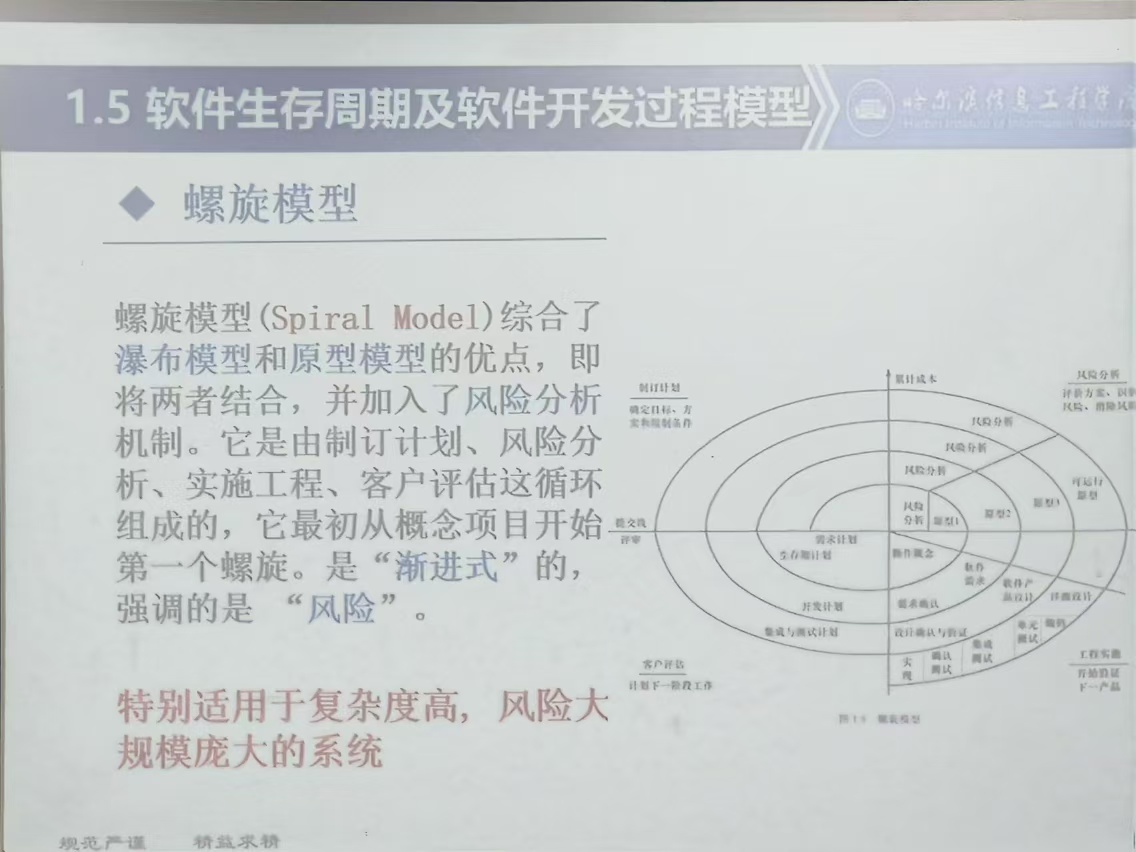 1.5 软件生存周期及软件开发过程模型
哈尔滨信息工程学
◆ 螺旋模型
螺旋模型(Spiral Model)综合了
瀑布模型和原型模型的优点，即
将两者结合，并加入了风险分析
机制。它是由制订计划、风险分
析、实施工程、客户评估这循环
组成的，它最初从概念项目开始
第一个螺旋。是“渐进式”的，
强调的是 “风险”。
特别适用于复杂度高, 风险大
规模庞大的系统
制订计划
确定目标、方
案和限制条件
累计成本
风险分析
评价方案、识别
风险、消除风险
风险分析
风险分析
风险分析
风险
分析
原型1
原型2
原型3
可运行
原型
提交线
评审
需求计划
生存期计划
开发计划
集成与测试计划
操作概念
软件
需求
软件产
品设计
详细设计
需求确认
设计确认与验证
单元
测试
编码
集成
测试
确认
测试
实
现
客户评估
计划下一阶段工作
工程实施
开始验证
下一产品
螺旋模型
规范严谨 精益求精